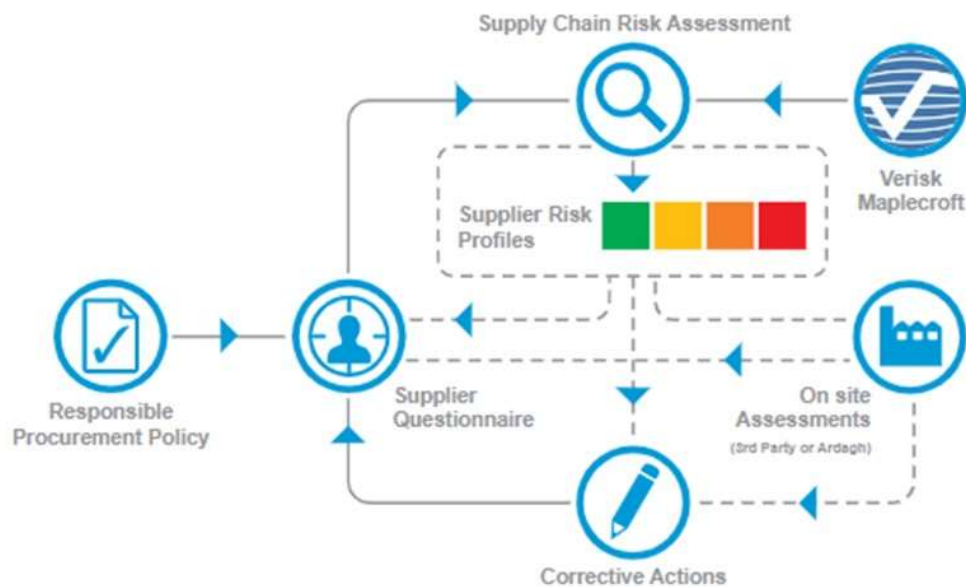 Supply Chain Risk Assessment
Verisk
Maplecroft
Supplier Risk
Profiles
Responsible
Procurement Policy
Supplier
Questionnaire
On site
Assessments
(3rd Party or Ardagh)
Corrective Actions